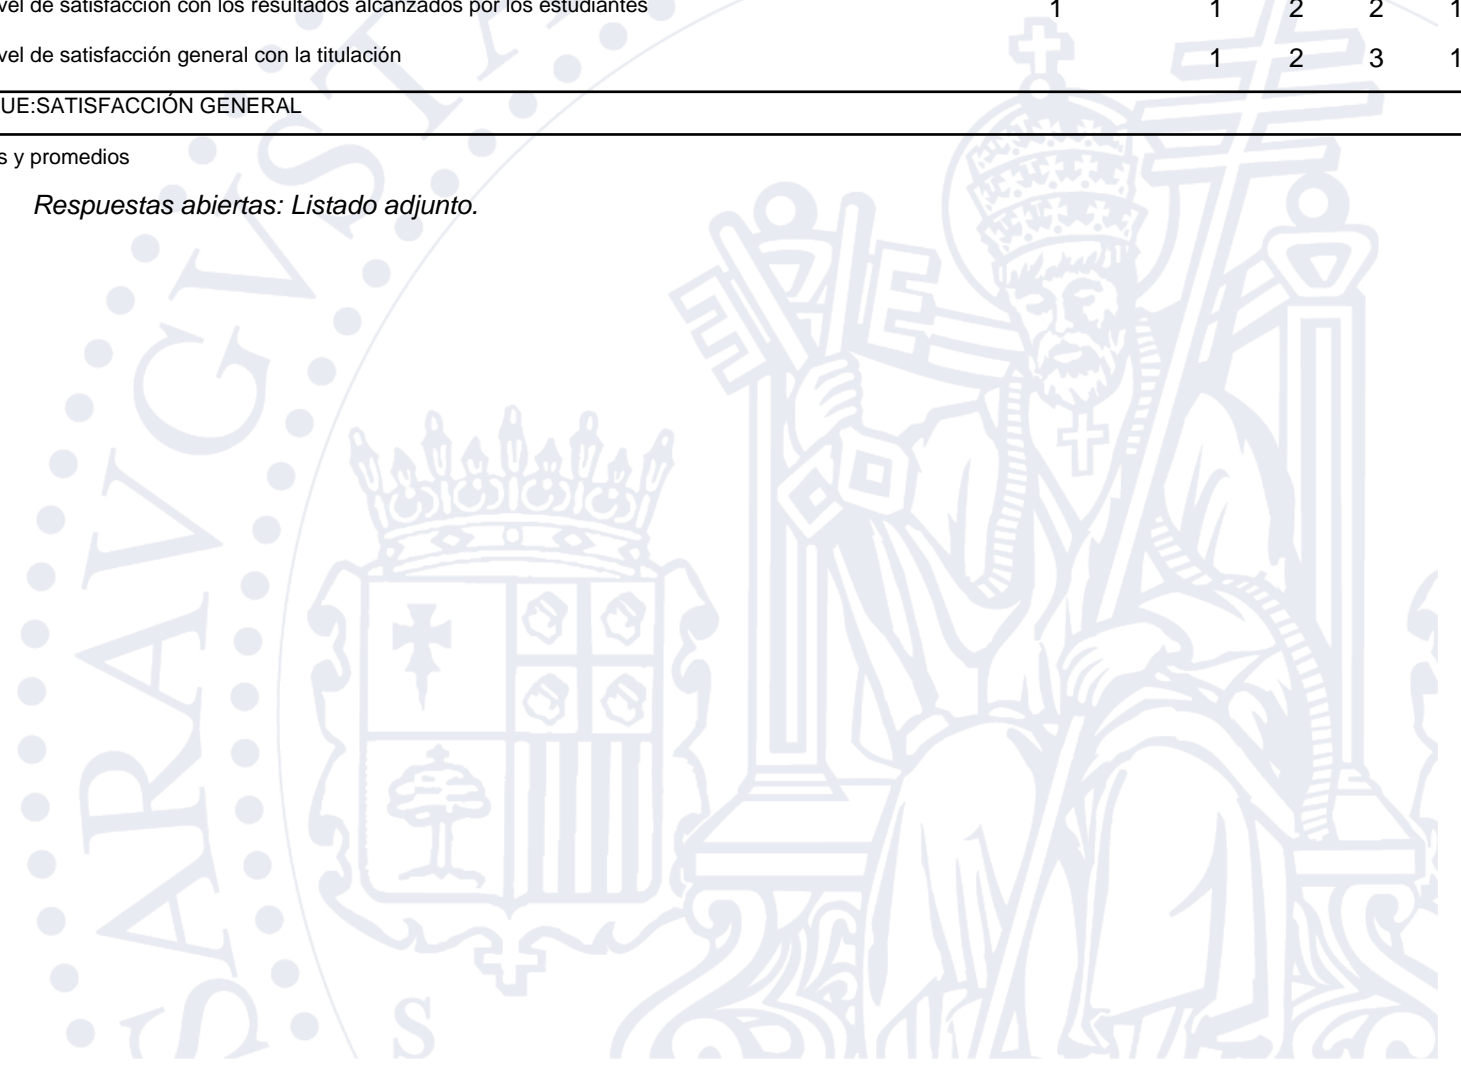 vel de satisfacción con los resultados alcanzados por los estudiantes 1 1 2 2 1
vel de satisfacción general con la titulación 1 2 3 1
UE:SATISFACCIÓN GENERAL
s y promedios
Respuestas abiertas: Listado adjunto.
SARAVGVSTA
S